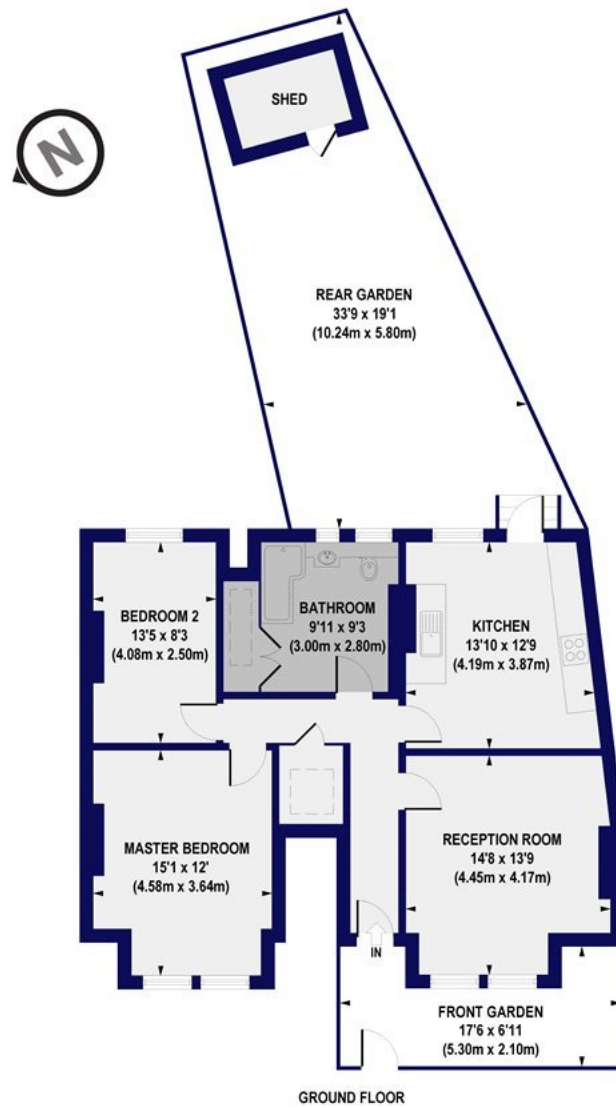 SHED
N
REAR GARDEN
33'9 x 19'1
(10.24m x 5.80m)
BEDROOM 2
13'5 x 8'3
(4.08m x 2.50m)
BATHROOM
9'11 x 9'3
(3.00m x 2.80m)
KITCHEN
13'10 x 12'9
(4.19m x 3.87m)
MASTER BEDROOM
15'1 x 12'
(4.58m x 3.64m)
RECEPTION ROOM
14'8 x 13'9
(4.45m x 4.17m)
IN
FRONT GARDEN
17'6 x 6'11
(5.30m x 2.10m)
GROUND FLOOR